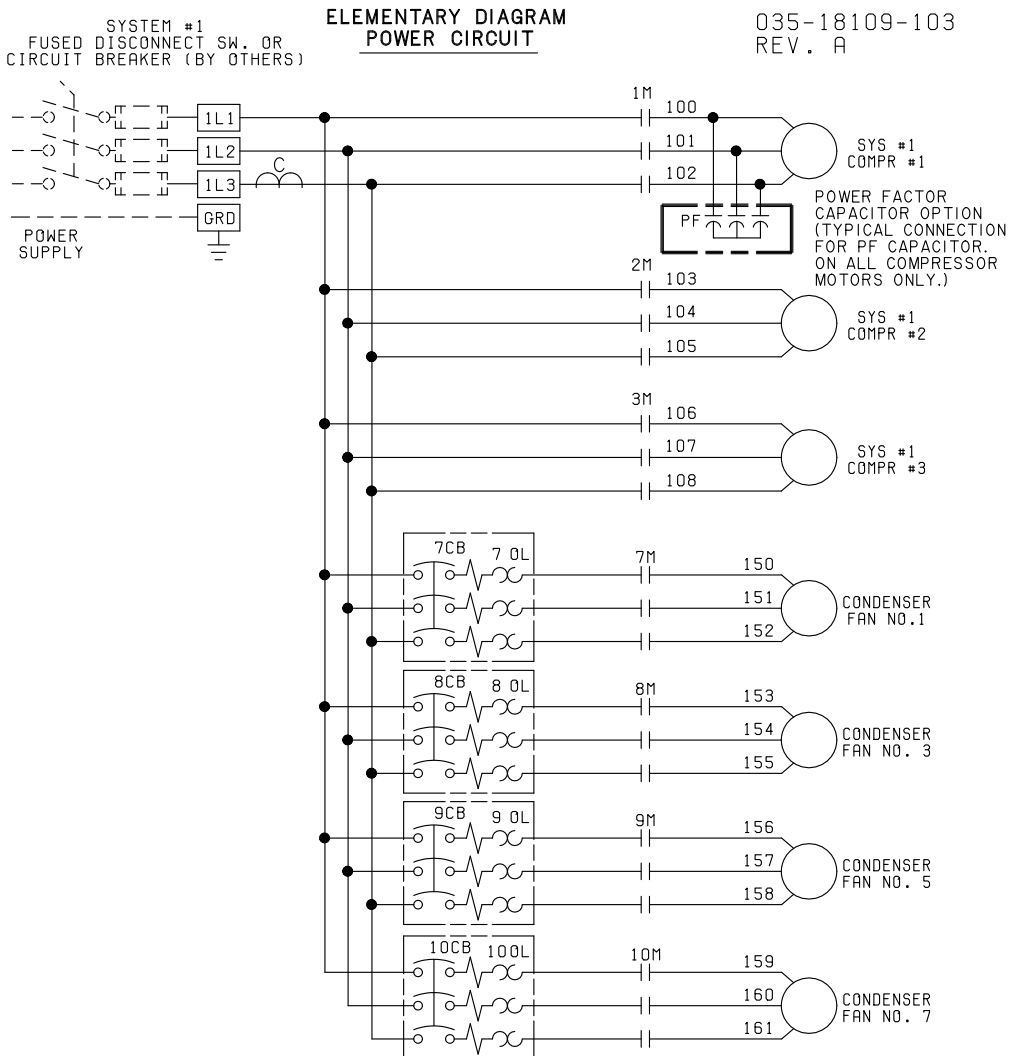 ELEMENTARY DIAGRAM
POWER CIRCUIT
035-18109-103
REV. A
SYSTEM #1
FUSED DISCONNECT SW. OR
CIRCUIT BREAKER (BY OTHERS)
1L1
1L2
1L3
GRD
POWER
SUPPLY
C
1M
100
101
102
SYS #1
COMPR #1
PF
POWER FACTOR
CAPACITOR OPTION
(TYPICAL CONNECTION
FOR PF CAPACITOR.
ON ALL COMPRESSOR
MOTORS ONLY.)
2M
103
104
105
SYS #1
COMPR #2
3M
106
107
108
SYS #1
COMPR #3
7CB
7 OL
7M
150
151
152
CONDENSER
FAN NO.1
8CB
8 OL
8M
153
154
155
CONDENSER
FAN NO. 3
9CB
9 OL
9M
156
157
158
CONDENSER
FAN NO. 5
10CB
10OL
10M
159
160
161
CONDENSER
FAN NO. 7